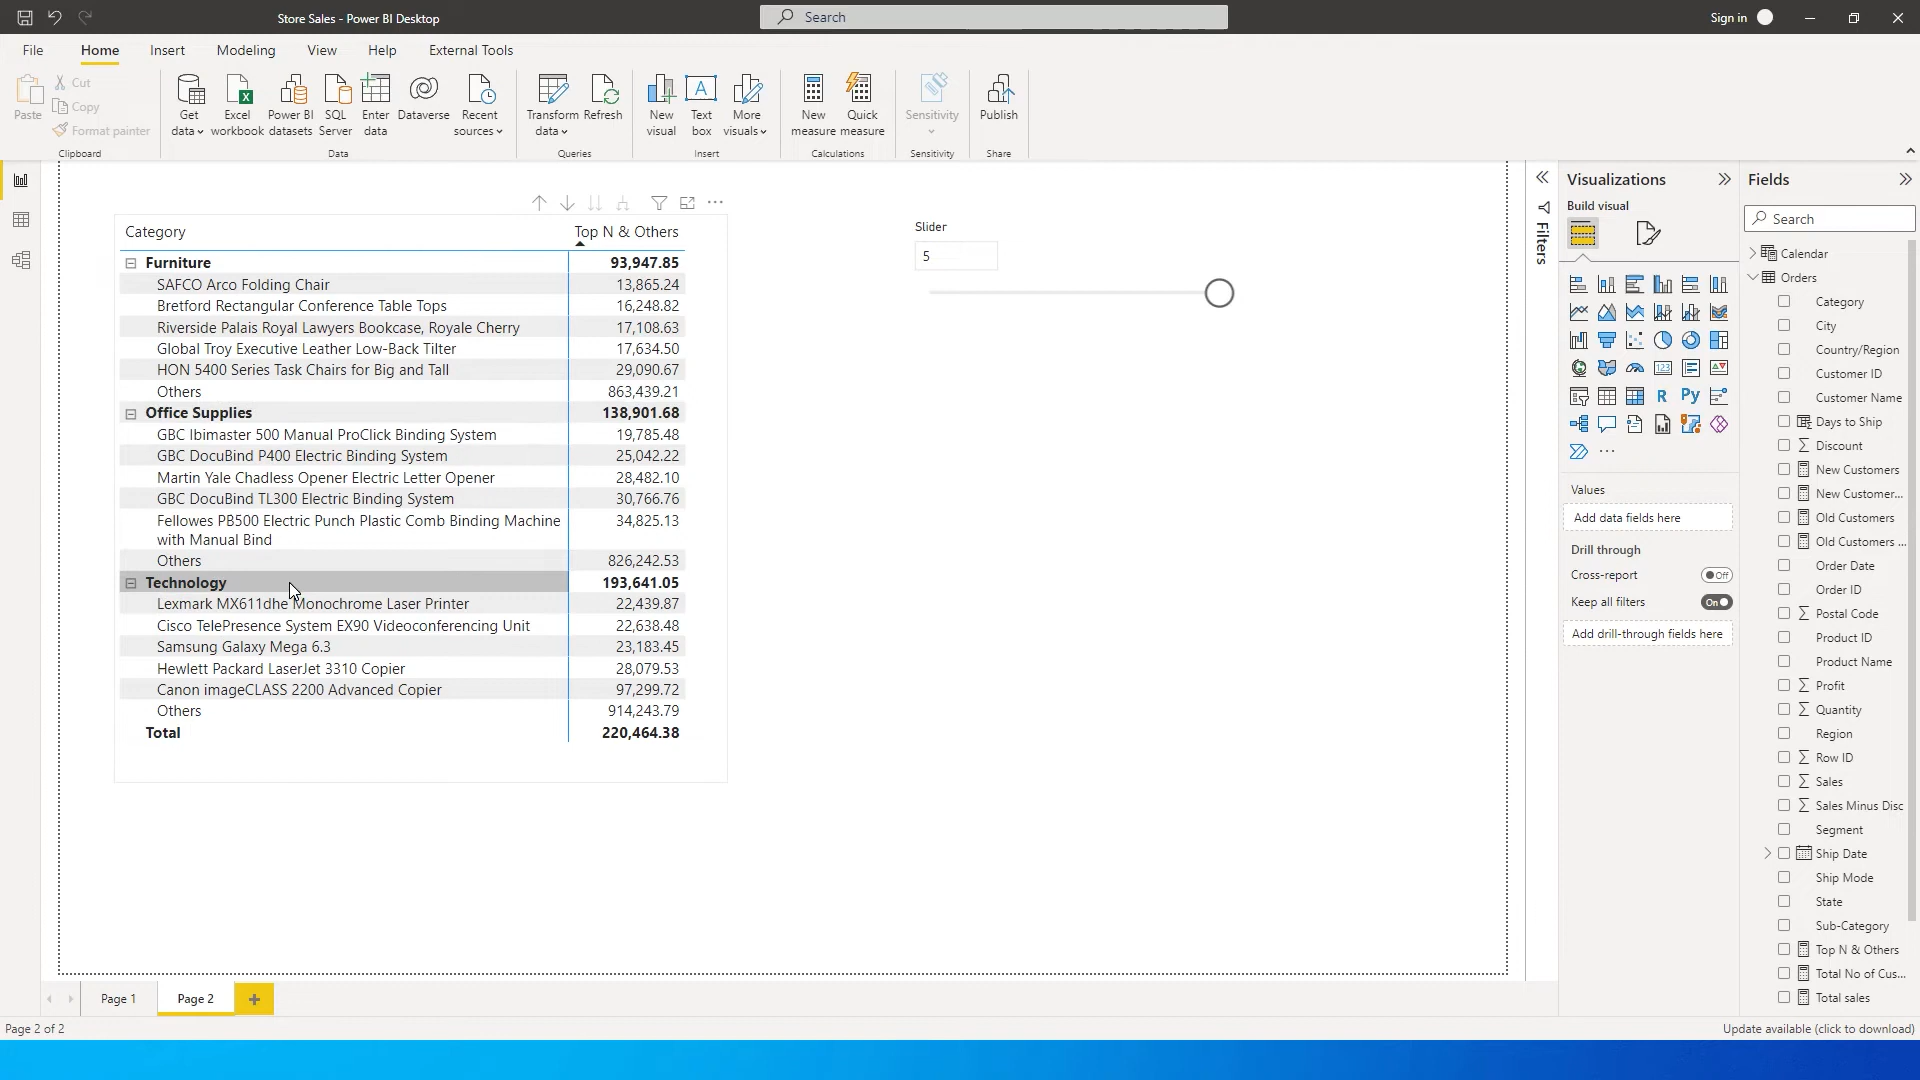 Store Sales - Power BI Desktop
Search
Sign in
File
Home
Insert
Modeling
View
Help
External Tools
Paste
Cut
Copy
Format painter
Clipboard
Get data
Excel workbook
Power BI datasets
SQL Server
Enter data
Dataverse
Recent sources
Data
Transform data
Refresh
Queries
New visual
Text box
More visuals
Insert
New measure
Quick measure
Calculations
Sensitivity
Sensitivity
Publish
Share
Category Top N & Others
Furniture 93,947.85
SAFCO Arco Folding Chair 13,865.24
Bretford Rectangular Conference Table Tops 16,248.82
Riverside Palais Royal Lawyers Bookcase, Royale Cherry 17,108.63
Global Troy Executive Leather Low-Back Tilter 17,634.50
HON 5400 Series Task Chairs for Big and Tall 29,090.67
Others 863,439.21
Office Supplies 138,901.68
GBC Ibimaster 500 Manual ProClick Binding System 19,785.48
GBC DocuBind P400 Electric Binding System 25,042.22
Martin Yale Chadless Opener Electric Letter Opener 28,482.10
GBC DocuBind TL300 Electric Binding System 30,766.76
Fellowes PB500 Electric Punch Plastic Comb Binding Machine 34,825.13
with Manual Bind
Others 826,242.53
Technology 193,641.05
Lexmark MX611dhe Monochrome Laser Printer 22,439.87
Cisco TelePresence System EX90 Videoconferencing Unit 22,638.48
Samsung Galaxy Mega 6.3 23,183.45
Hewlett Packard LaserJet 3310 Copier 28,079.53
Canon imageCLASS 2200 Advanced Copier 97,299.72
Others 914,243.79
Total 220,464.38
Slider
5
Filters
Visualizations
Build visual
123
R
Py
Values
Add data fields here
Drill through
Cross-report Off
Keep all filters On
Add drill-through fields here
Fields
Search
Calendar
Orders
Category
City
Country/Region
Customer ID
Customer Name
Days to Ship
Discount
New Customers
New Customer...
Old Customers
Old Customers ...
Order Date
Order ID
Postal Code
Product ID
Product Name
Profit
Quantity
Region
Row ID
Sales
Sales Minus Disc
Segment
Ship Date
Ship Mode
State
Sub-Category
Top N & Others
Total No of Cus...
Total sales
Page 1
Page 2
Page 2 of 2
Update available (click to download)